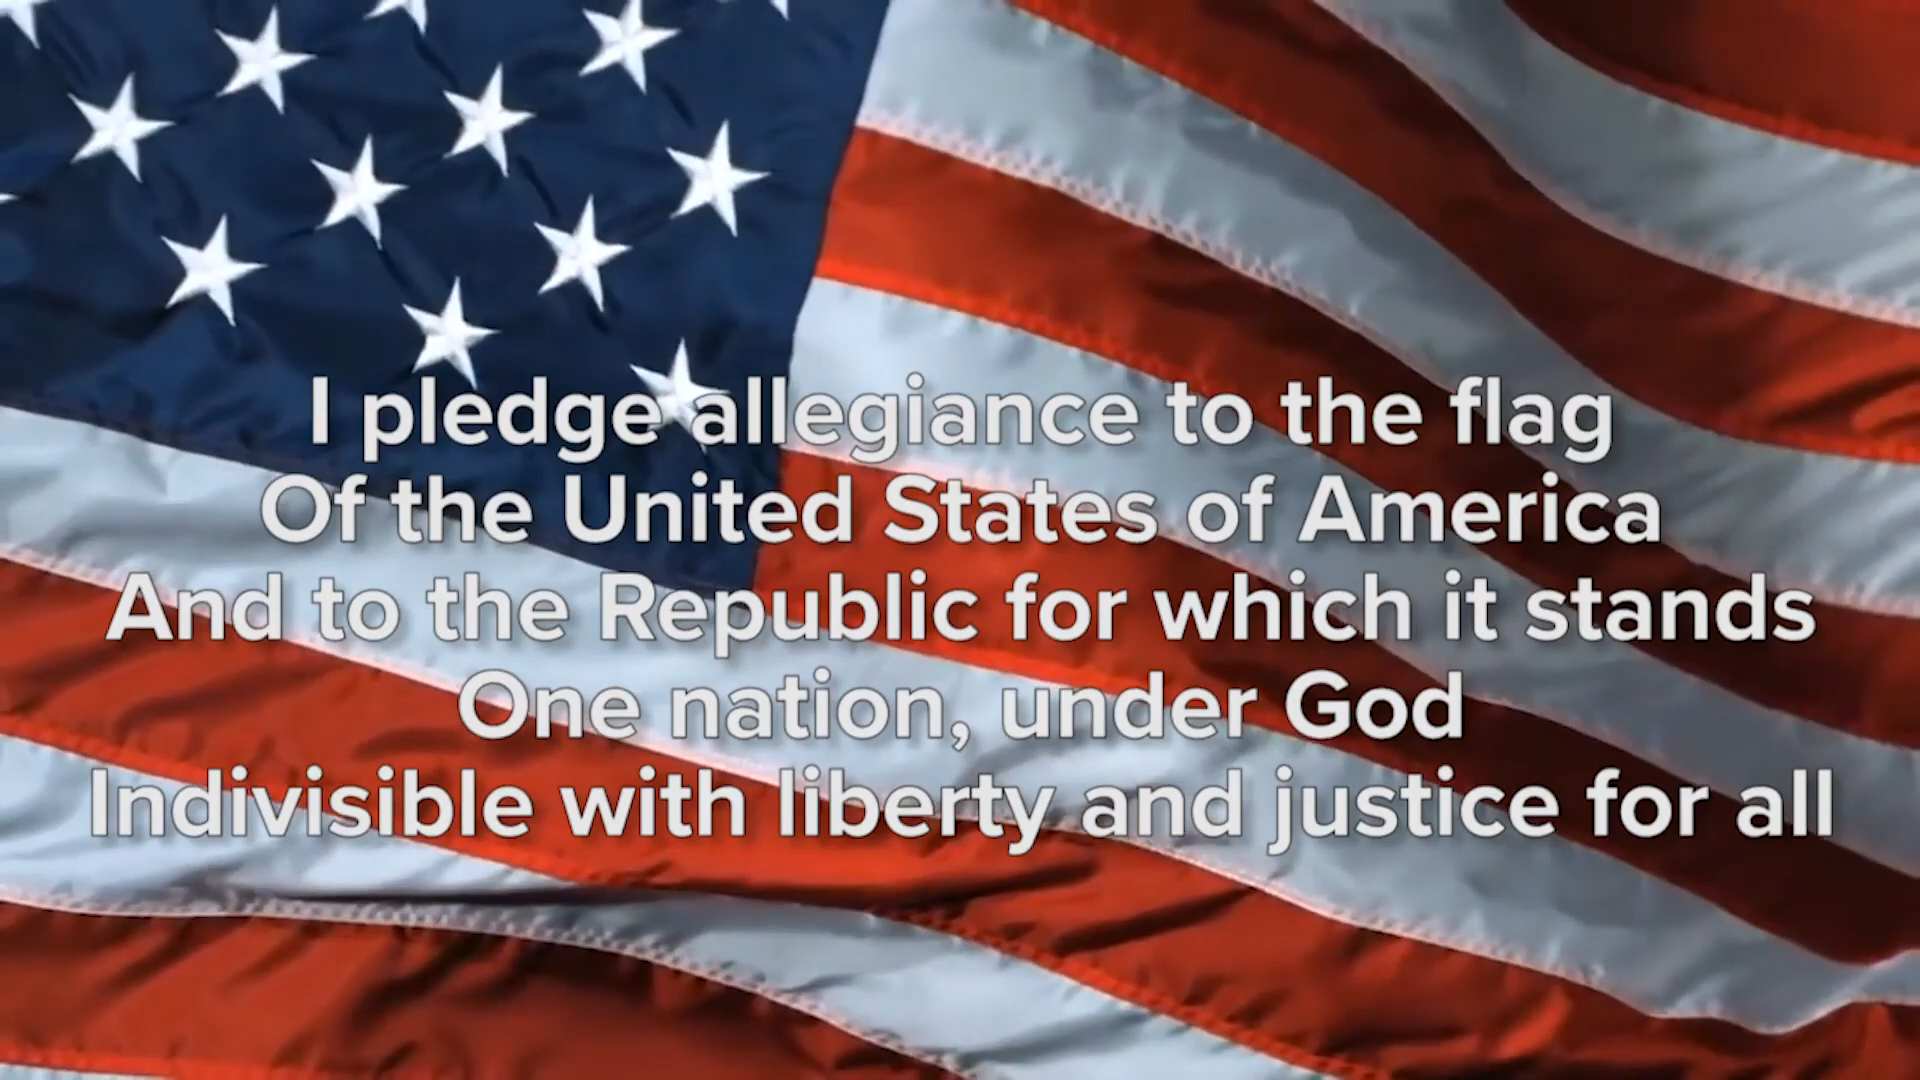 I pledge allegiance to the flag
Of the United States of America
And to the Republic for which it stands
One nation, under God
Indivisible with liberty and justice for all